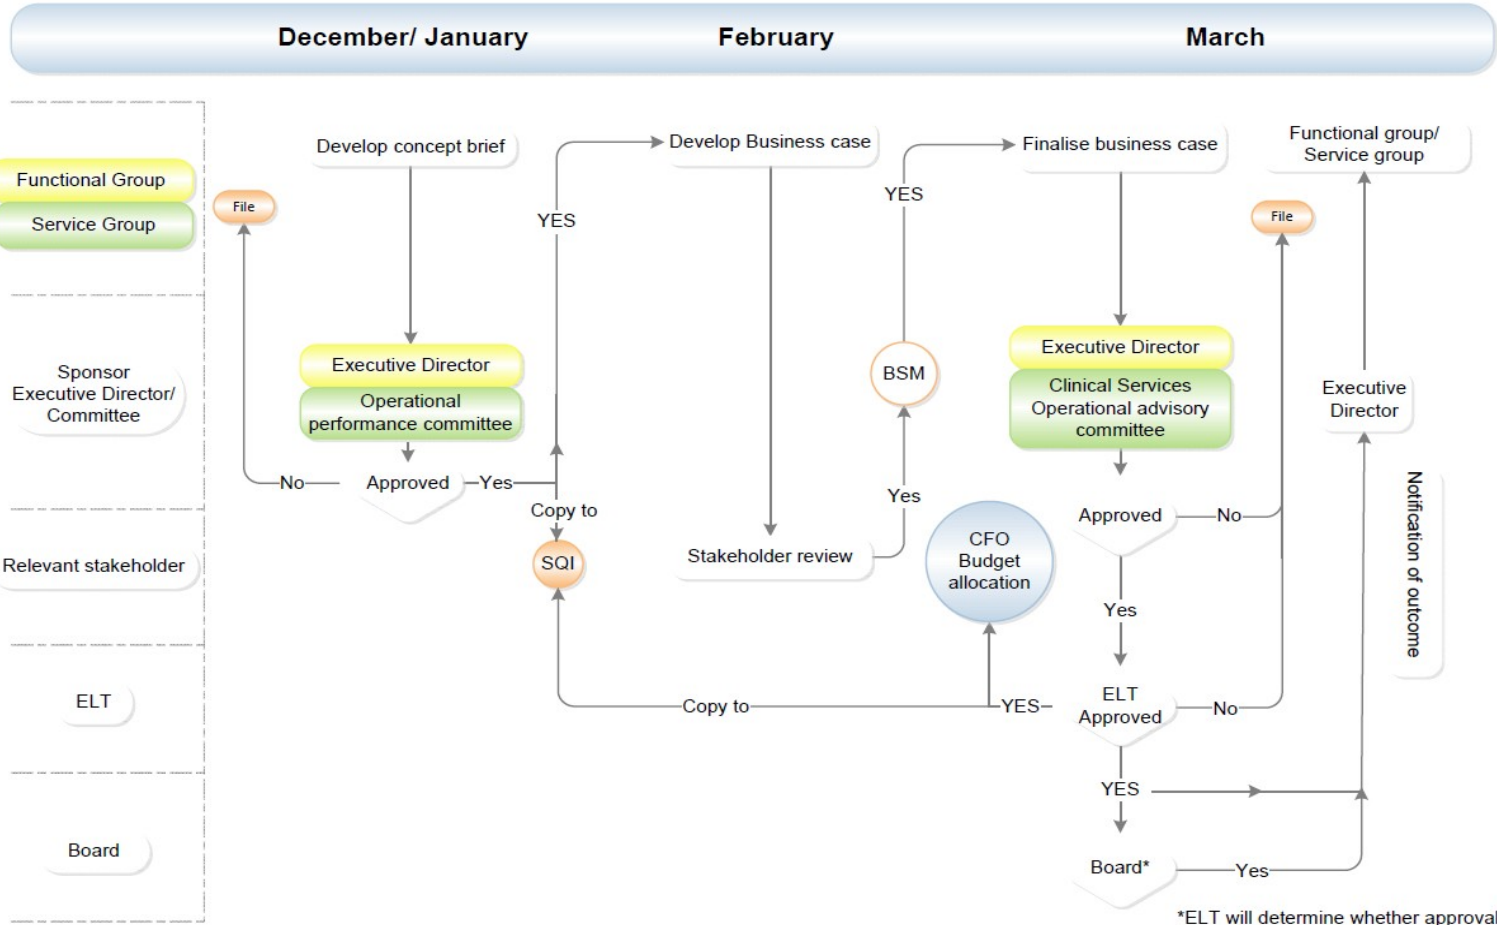 December/ January
February
March
Functional Group
Service Group
Sponsor
Executive Director/
Committee
Relevant stakeholder
ELT
Board
File
Develop concept brief
Executive Director
Operational
performance committee
No
Approved
Yes
YES
Copy to
SQI
Develop Business case
Stakeholder review
Yes
BSM
YES
Finalise business case
Executive Director
Clinical Services
Operational advisory
committee
Approved
No
Yes
File
CFO
Budget
allocation
ELT
Approved
No
YES
Copy to
YES
Board*
Yes
Functional group/
Service group
Executive
Director
Notification of outcome
*ELT will determine whether approval